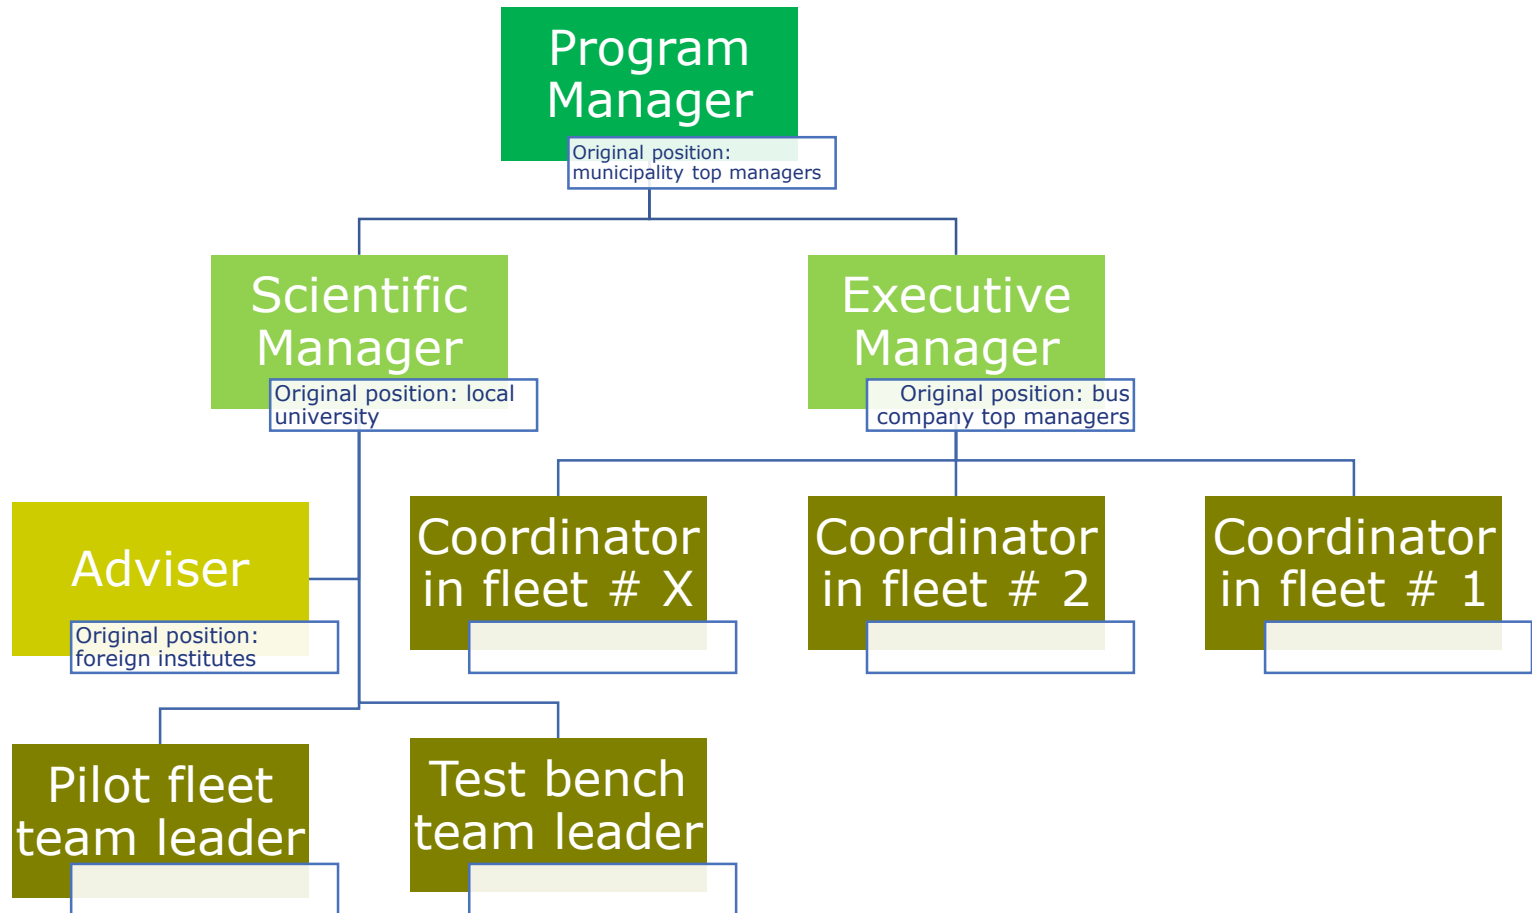 Program
Manager
Original position:
municipality top managers
Scientific
Manager
Original position: local
university
Executive
Manager
Original position: bus
company top managers
Adviser
Original position:
foreign institutes
Coordinator
in fleet # X
Coordinator
in fleet # 2
Coordinator
in fleet # 1
Pilot fleet
team leader
Test bench
team leader